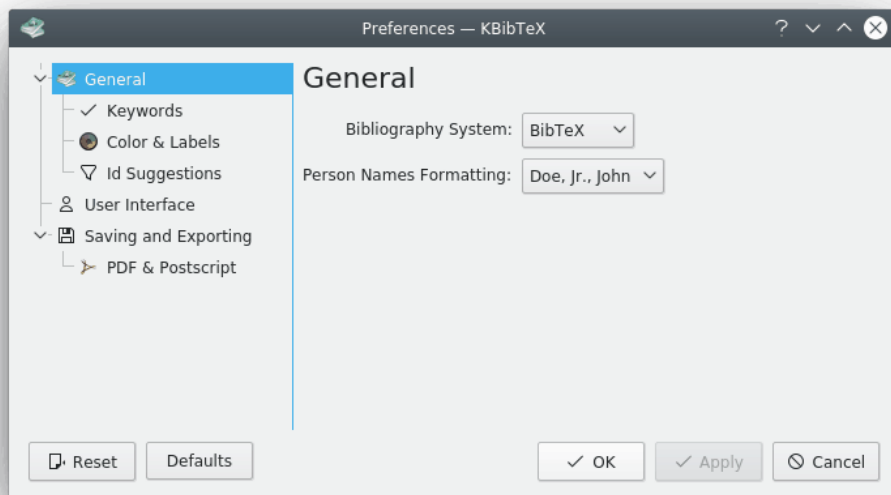 Preferences — KBibTeX
General
Keywords
Color & Labels
Id Suggestions
User Interface
Saving and Exporting
PDF & Postscript
General
Bibliography System: BibTeX
Person Names Formatting: Doe, Jr., John
Reset Defaults OK Apply Cancel